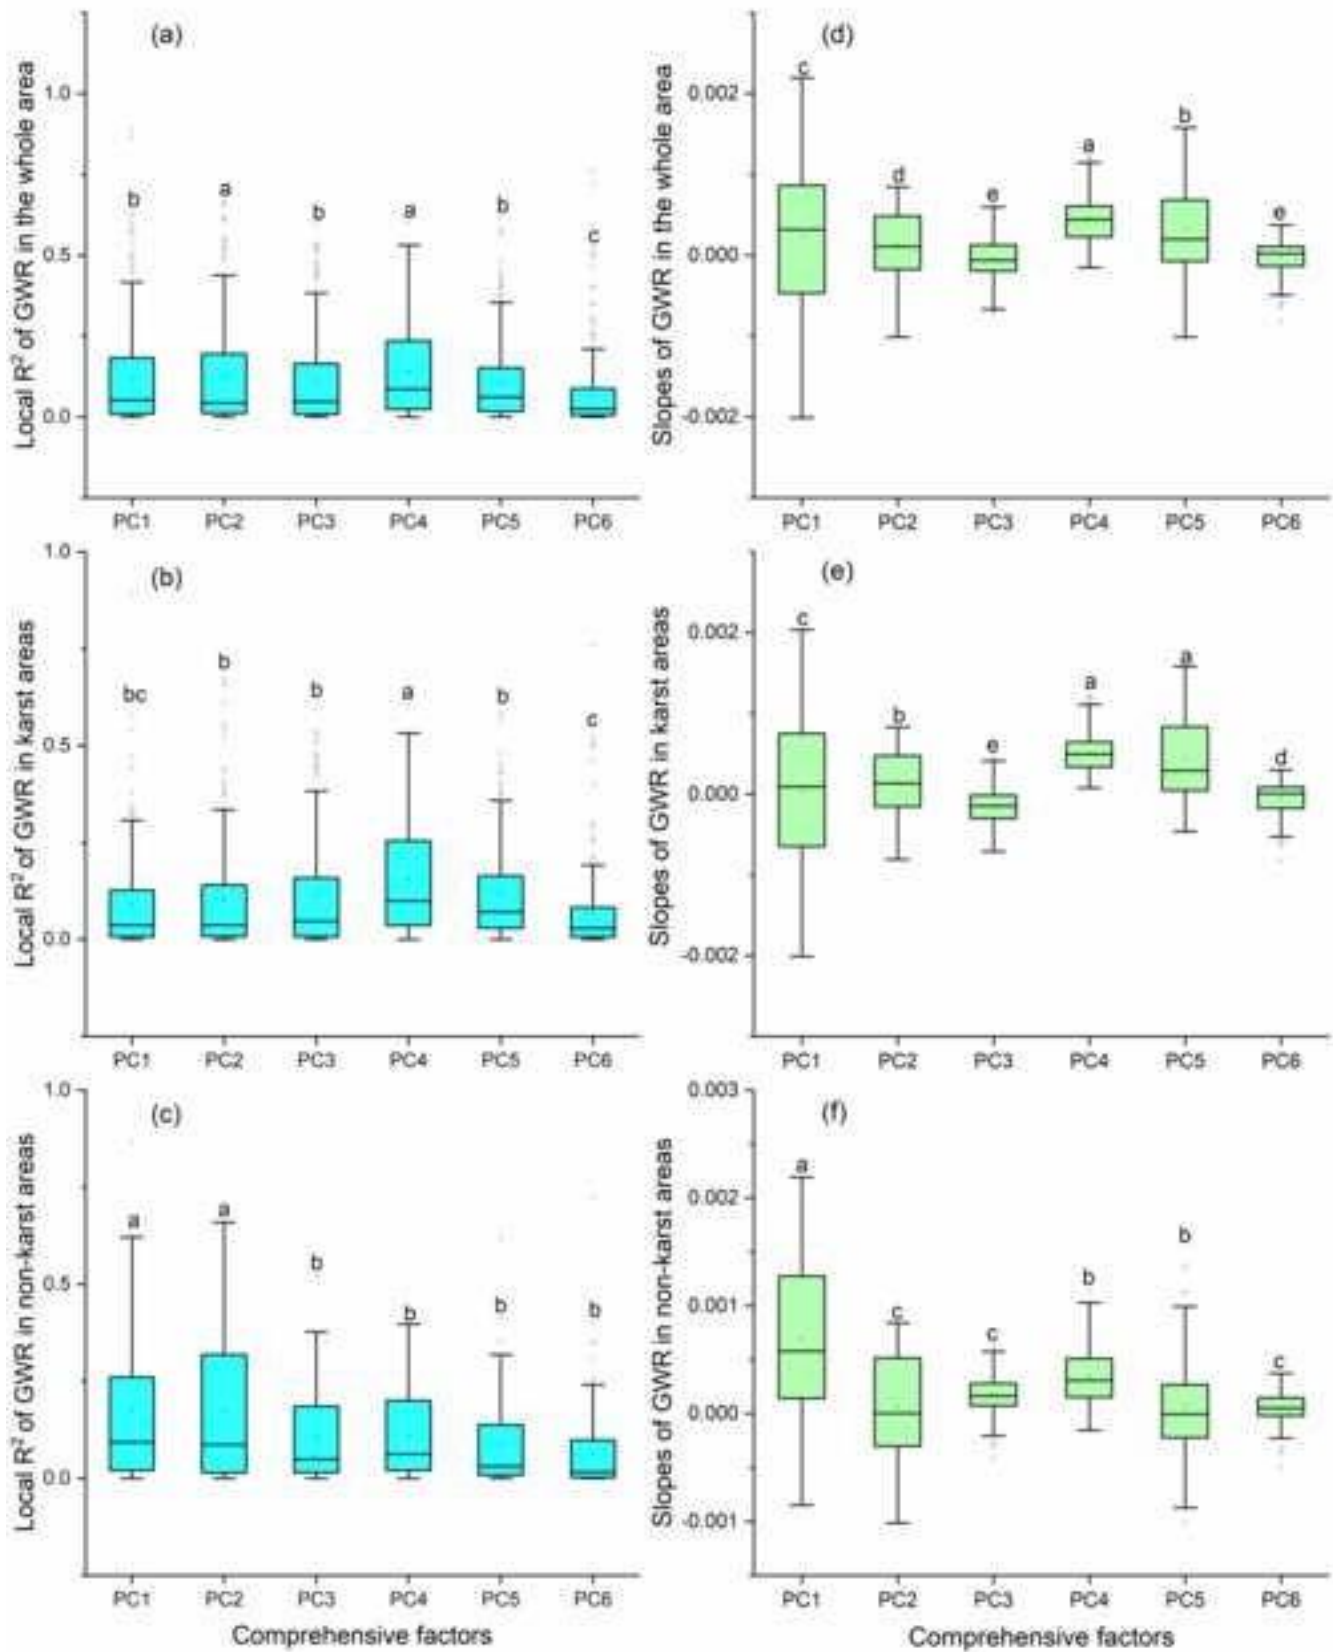 (a)
Local R² of GWR in the whole area
1.0
0.5
0.0
b
a
b
a
b
c
PC1 PC2 PC3 PC4 PC5 PC6
(d)
Slopes of GWR in the whole area
0.002
0.000
-0.002
c
d
e
a
b
e
PC1 PC2 PC3 PC4 PC5 PC6
(b)
Local R² of GWR in karst areas
1.0
0.5
0.0
bc
b
b
a
b
c
PC1 PC2 PC3 PC4 PC5 PC6
(e)
Slopes of GWR in karst areas
0.002
0.000
-0.002
c
b
e
a
a
d
PC1 PC2 PC3 PC4 PC5 PC6
(c)
Local R² of GWR in non-karst areas
1.0
0.5
0.0
a
a
b
b
b
b
PC1 PC2 PC3 PC4 PC5 PC6
Comprehensive factors
(f)
Slopes of GWR in non-karst areas
0.003
0.002
0.001
0.000
-0.001
a
c
c
b
b
c
PC1 PC2 PC3 PC4 PC5 PC6
Comprehensive factors